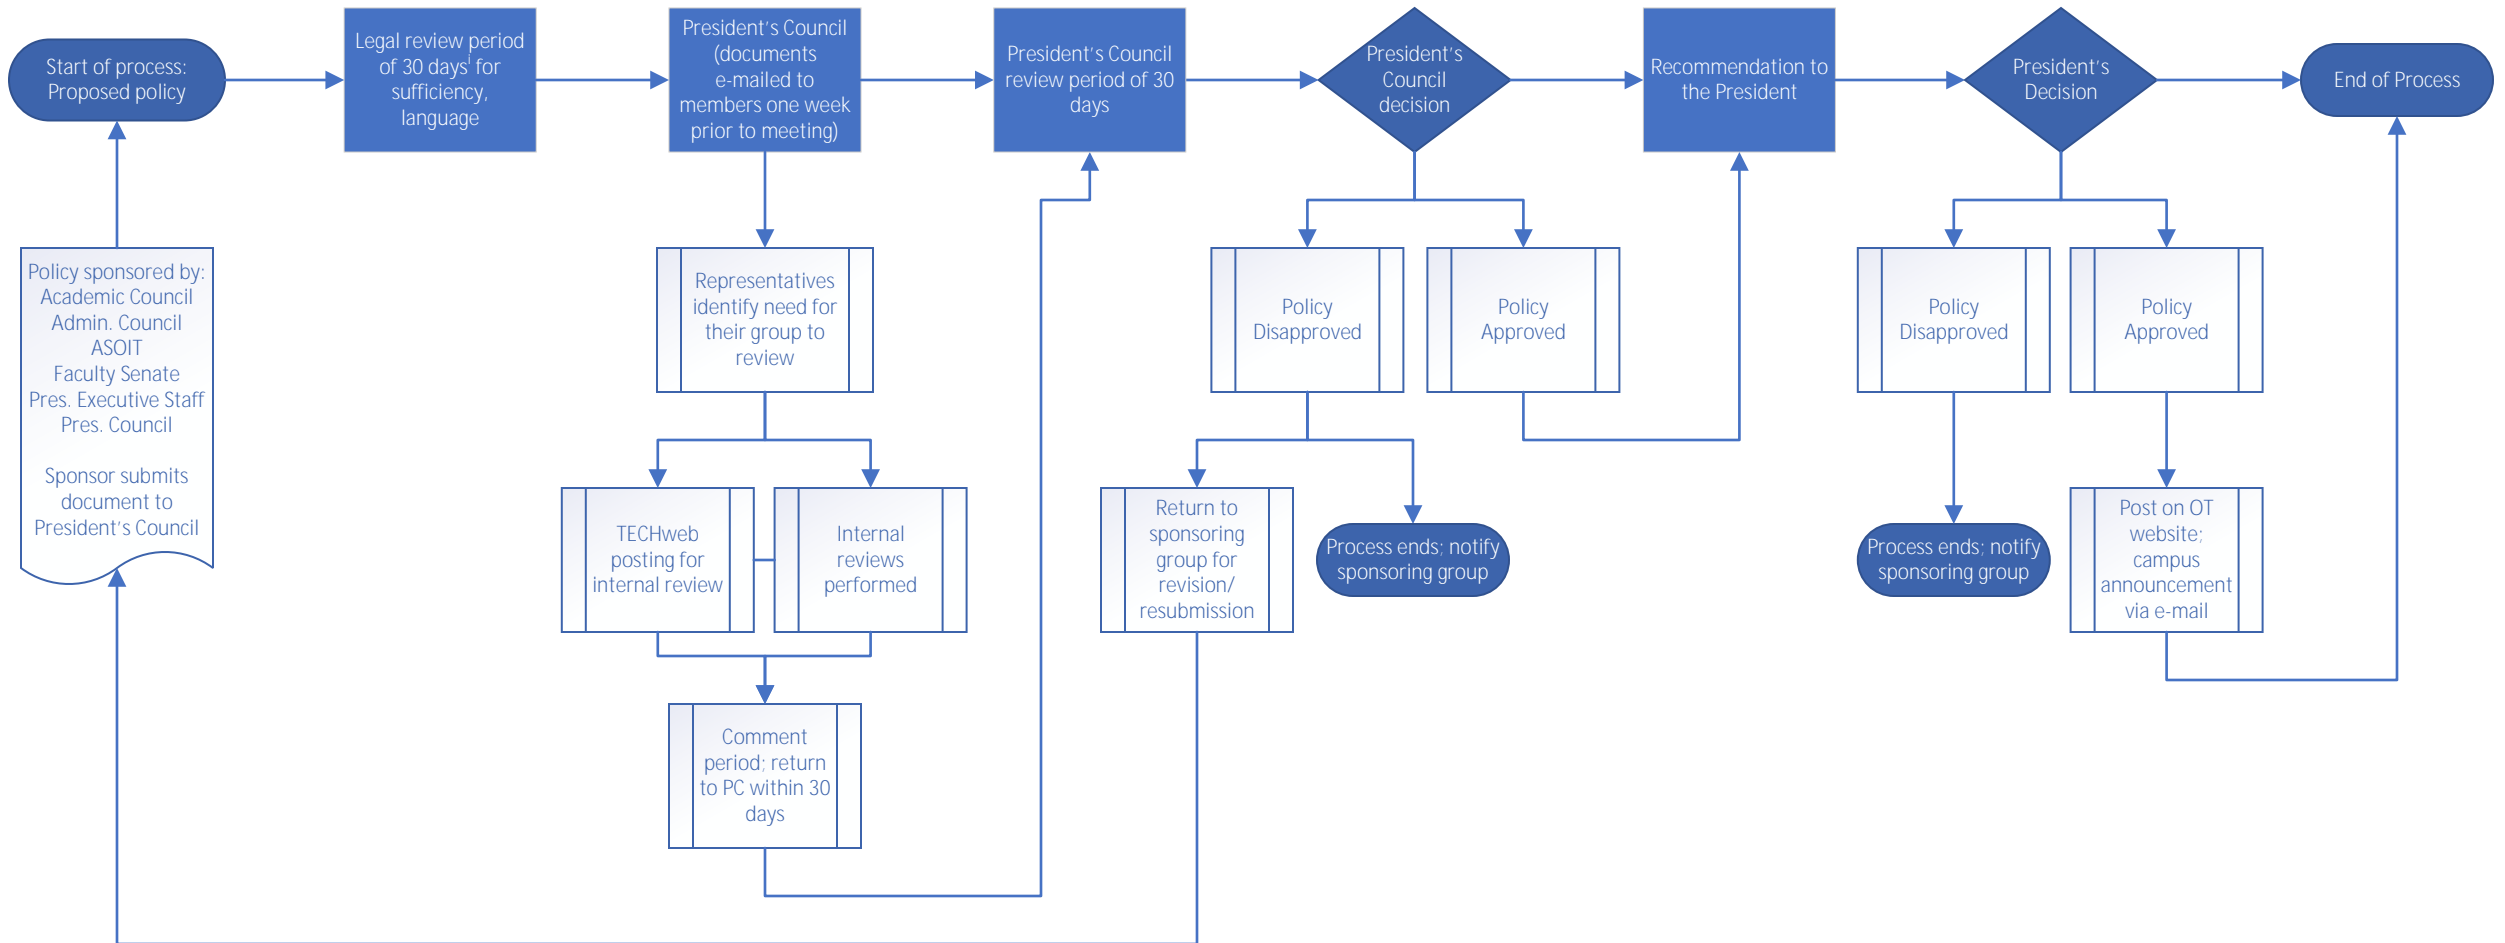 Start of process:
Proposed policy
Legal review period
of 30 daysⁱ for
sufficiency,
language
President's Council
(documents
e-mailed to
members one week
prior to meeting)
President's Council
review period of 30
days
President's
Council
decision
Recommendation to
the President
President's
Decision
End of Process
Policy sponsored by:
Academic Council
Admin. Council
ASOIT
Faculty Senate
Pres. Executive Staff
Pres. Council
Sponsor submits
document to
President's Council
Representatives
identify need for
their group to
review
Policy
Disapproved
Policy
Approved
Policy
Disapproved
Policy
Approved
TECHweb
posting for
internal review
Internal
reviews
performed
Return to
sponsoring
group for
revision/
resubmission
Process ends; notify
sponsoring group
Process ends; notify
sponsoring group
Post on OT
website;
campus
announcement
via e-mail
Comment
period; return
to PC within 30
days